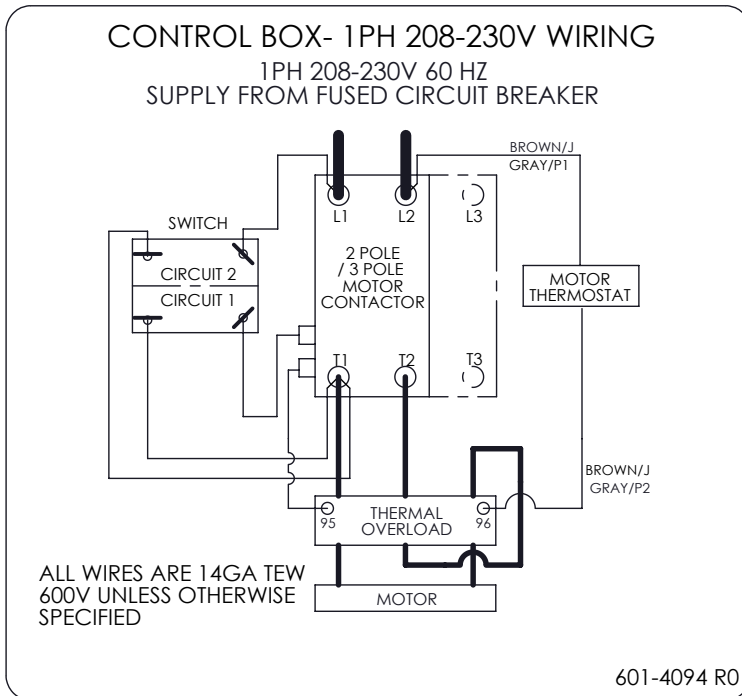 CONTROL BOX- 1PH 208-230V WIRING
1PH 208-230V 60 HZ
SUPPLY FROM FUSED CIRCUIT BREAKER
BROWN/J
GRAY/P1
L1
L2
L3
SWITCH
CIRCUIT 2
CIRCUIT 1
2 POLE
/ 3 POLE
MOTOR
CONTACTOR
MOTOR
THERMOSTAT
T1
T2
T3
BROWN/J
GRAY/P2
95
THERMAL
OVERLOAD
96
MOTOR
ALL WIRES ARE 14GA TEW
600V UNLESS OTHERWISE
SPECIFIED
601-4094 R0